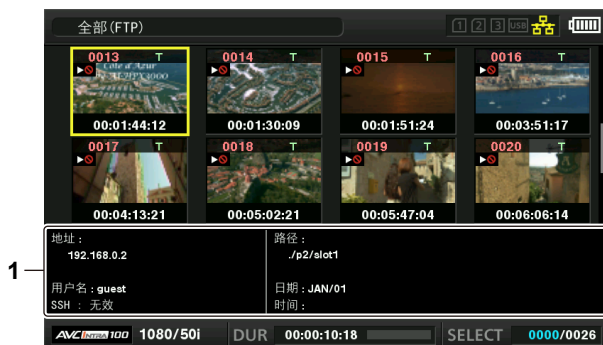 全部(FTP)
1 2 3 USB
0013 T
0014 T
0015 T
0016 T
Côte d'Azur
AJ-HPX3000
00:01:44:12
00:01:30:09
00:01:51:24
00:03:51:17
0017 T
0018 T
0019 T
0020 T
00:04:13:21
00:05:02:21
00:05:47:04
00:06:06:14
1
地址：
192.168.0.2
用户名：guest
SSH ： 无效
路径：
./p2/slot1
日期：JAN/01
时间：
AVC INTRA 100 1080/50i DUR 00:00:10:18 SELECT 0000/0026